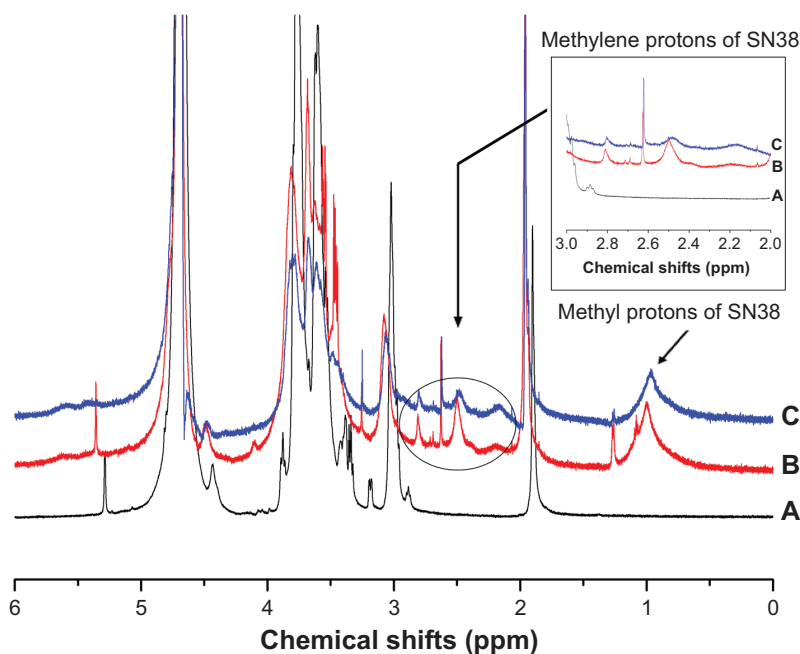 Methylene protons of SN38
C
B
A
3.0 2.8 2.6 2.4 2.2 2.0
Chemical shifts (ppm)
Methyl protons of SN38
C
B
A
6 5 4 3 2 1 0
Chemical shifts (ppm)